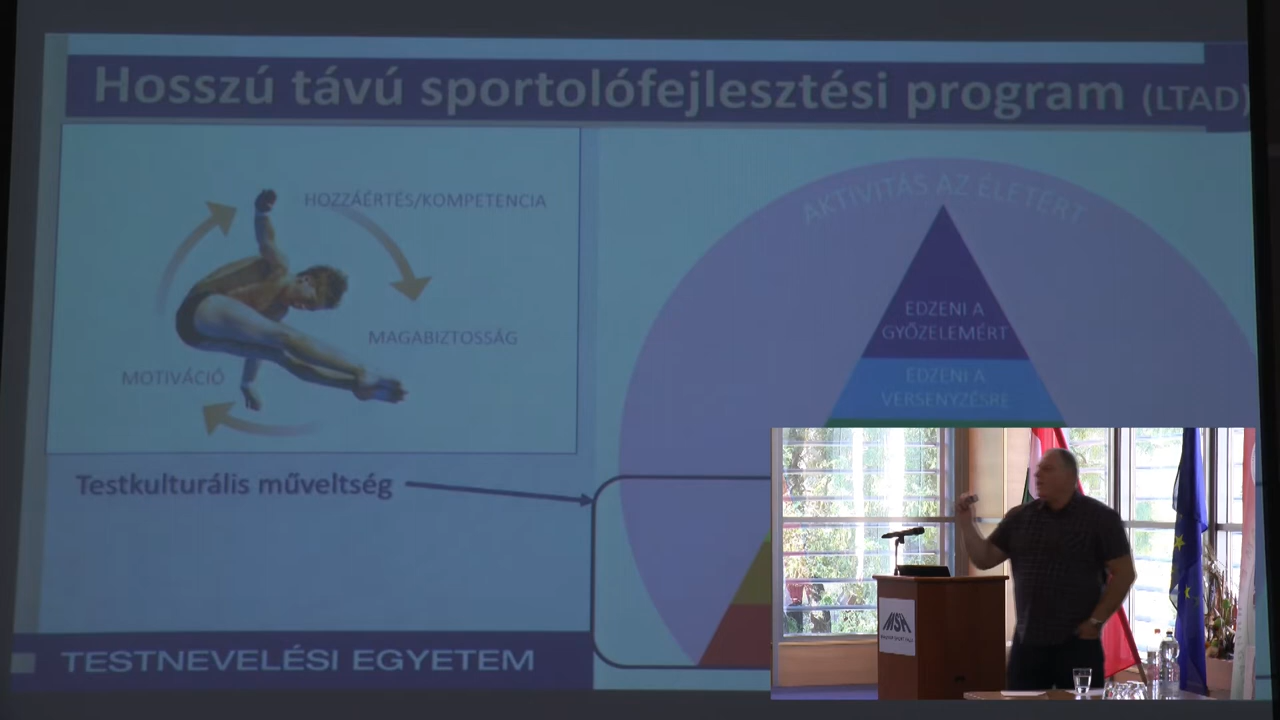 Hosszú távú sportolófejlesztési program (LTAD)
HOZZÁÉRTÉS/KOMPETENCIA
MAGABIZTOSSÁG
MOTIVÁCIÓ
Testkulturális műveltség
AKTIVITÁS AZ ÉLETÉRT
EDZENI A
GYŐZELEMÉRT
EDZENI A
VERSENYZÉSRE
TESTNEVELÉSI EGYETEM
MSH